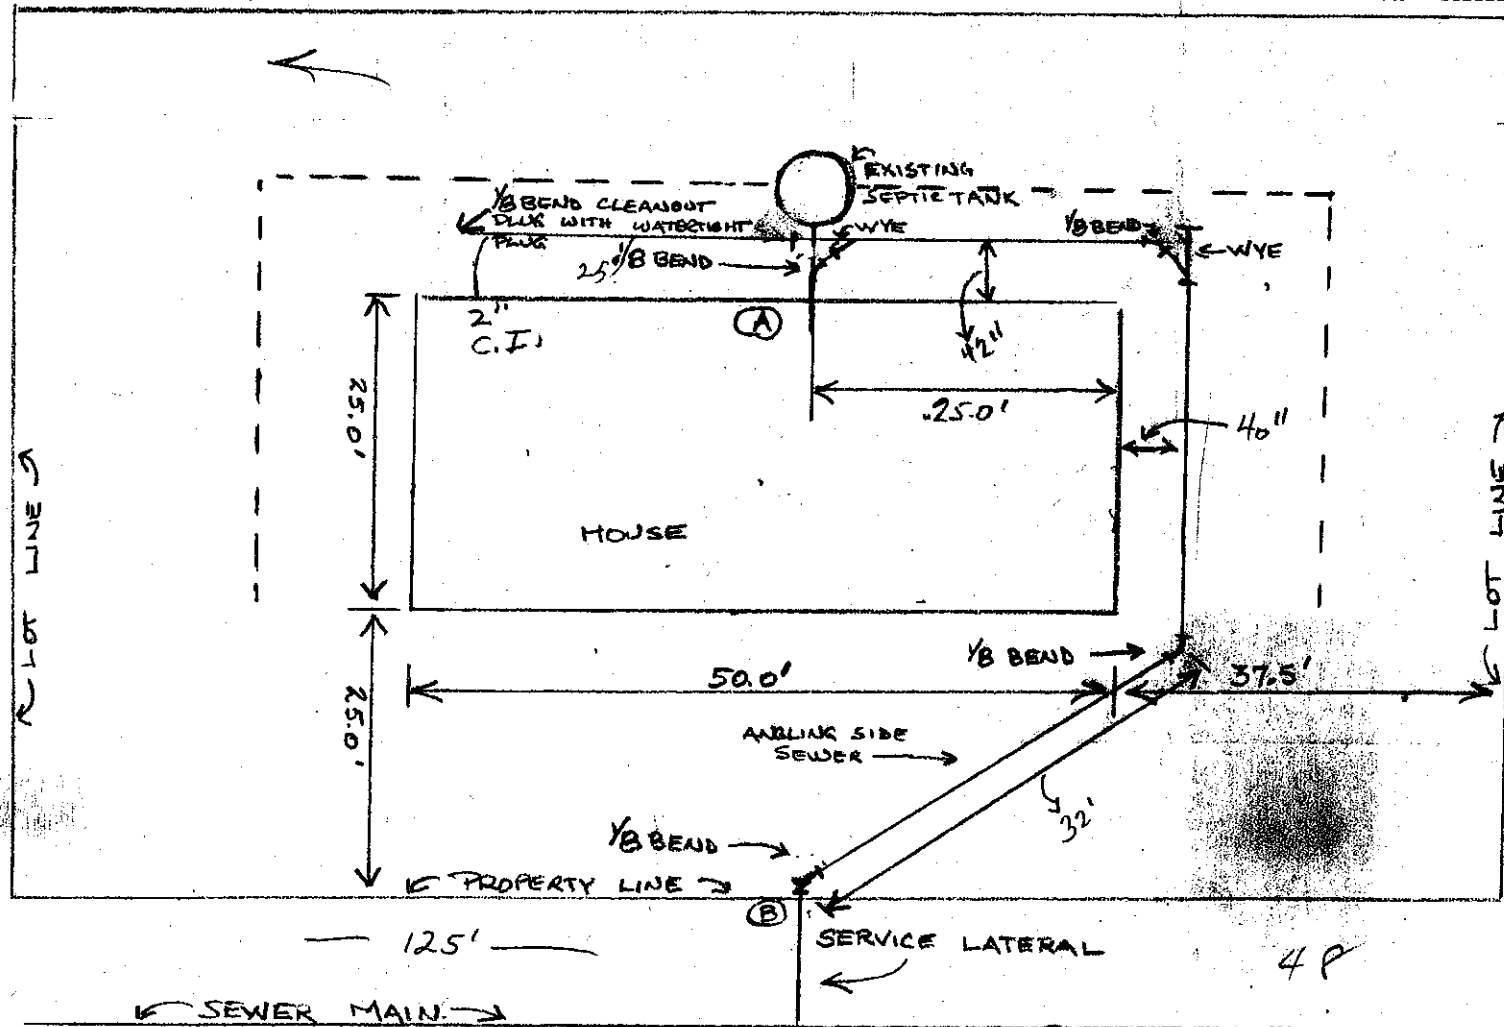 EXISTING
SEPTIC TANK
1/8 BEND CLEANOUT
PLUG WITH WATERTIGHT
PLUG
WYE
1/8 BEND
WYE
25'
1/8 BEND
2"
C.I.
A
42"
25.0'
25.0'
40"
LOT LINE
LOT LINE
HOUSE
1/8 BEND
50.0'
37.5'
25.0'
ANGLING SIDE
SEWER
32'
1/8 BEND
PROPERTY LINE
B
125'
SERVICE LATERAL
4P
SEWER MAIN